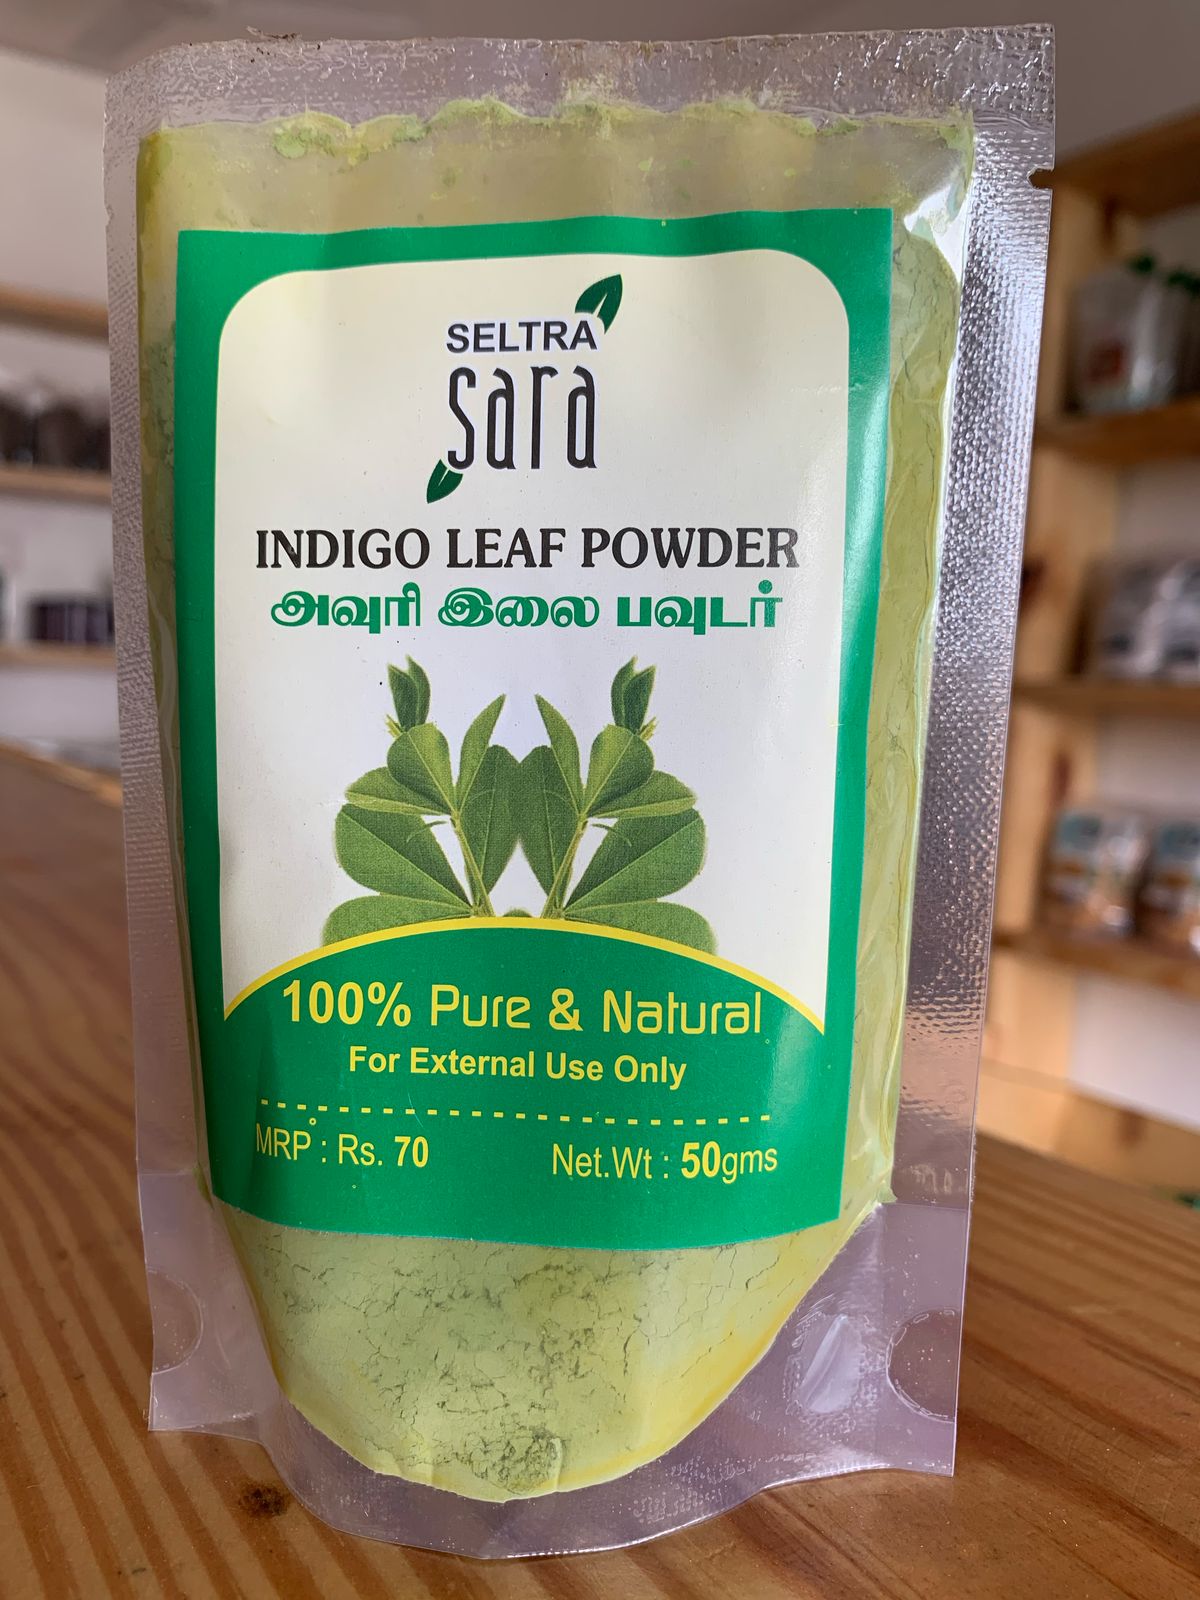 SELTRA
sara
INDIGO LEAF POWDER
அவுரி இலை பவுடர்
100% Pure & Natural
For External Use Only
MRP : Rs. 70 Net.Wt : 50gms